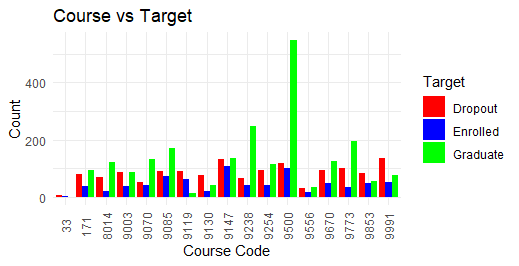 Course vs Target
Count
400
200
0
33
171
8014
9003
9070
9085
9119
9130
9147
9238
9254
9500
9556
9670
9773
9853
9991
Course Code
Target
Dropout
Enrolled
Graduate